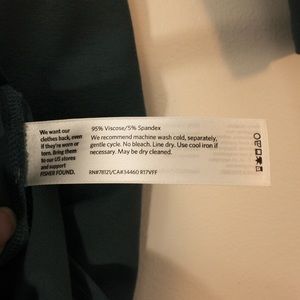 We want our
clothes back, even
if they're worn or
torn. Bring them
to our US stores
and support
FISHER FOUND.
95% Viscose/5% Spandex
We recommend machine wash cold, separately,
gentle cycle. No bleach. Line dry. Use cool iron if
necessary. May be dry cleaned.
RN#78121/CA#34460 R17VFF